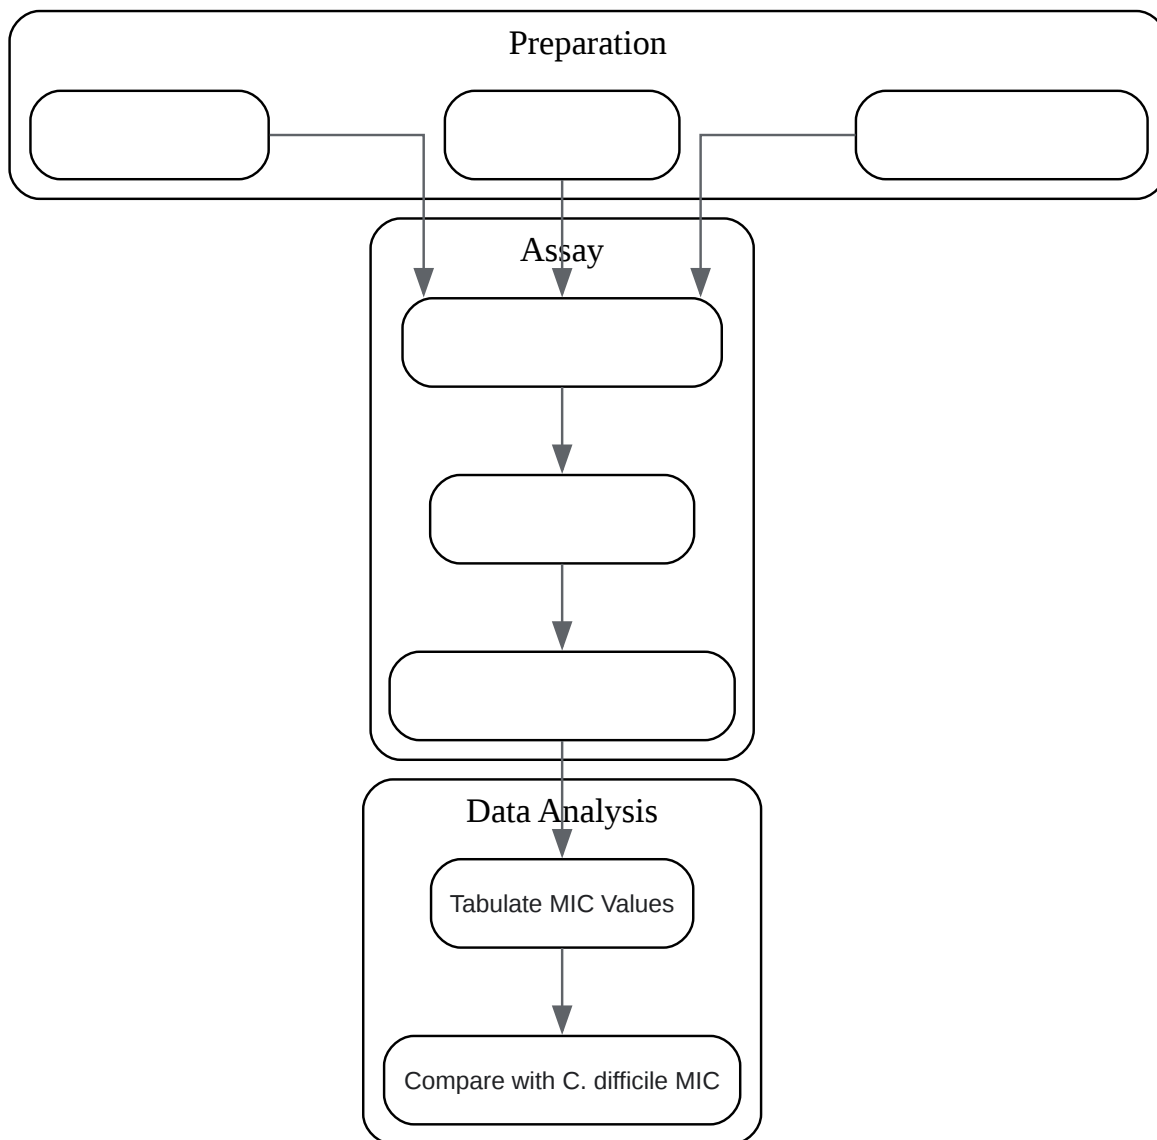 Preparation
Assay
Data Analysis
Tabulate MIC Values
Compare with C. difficile MIC